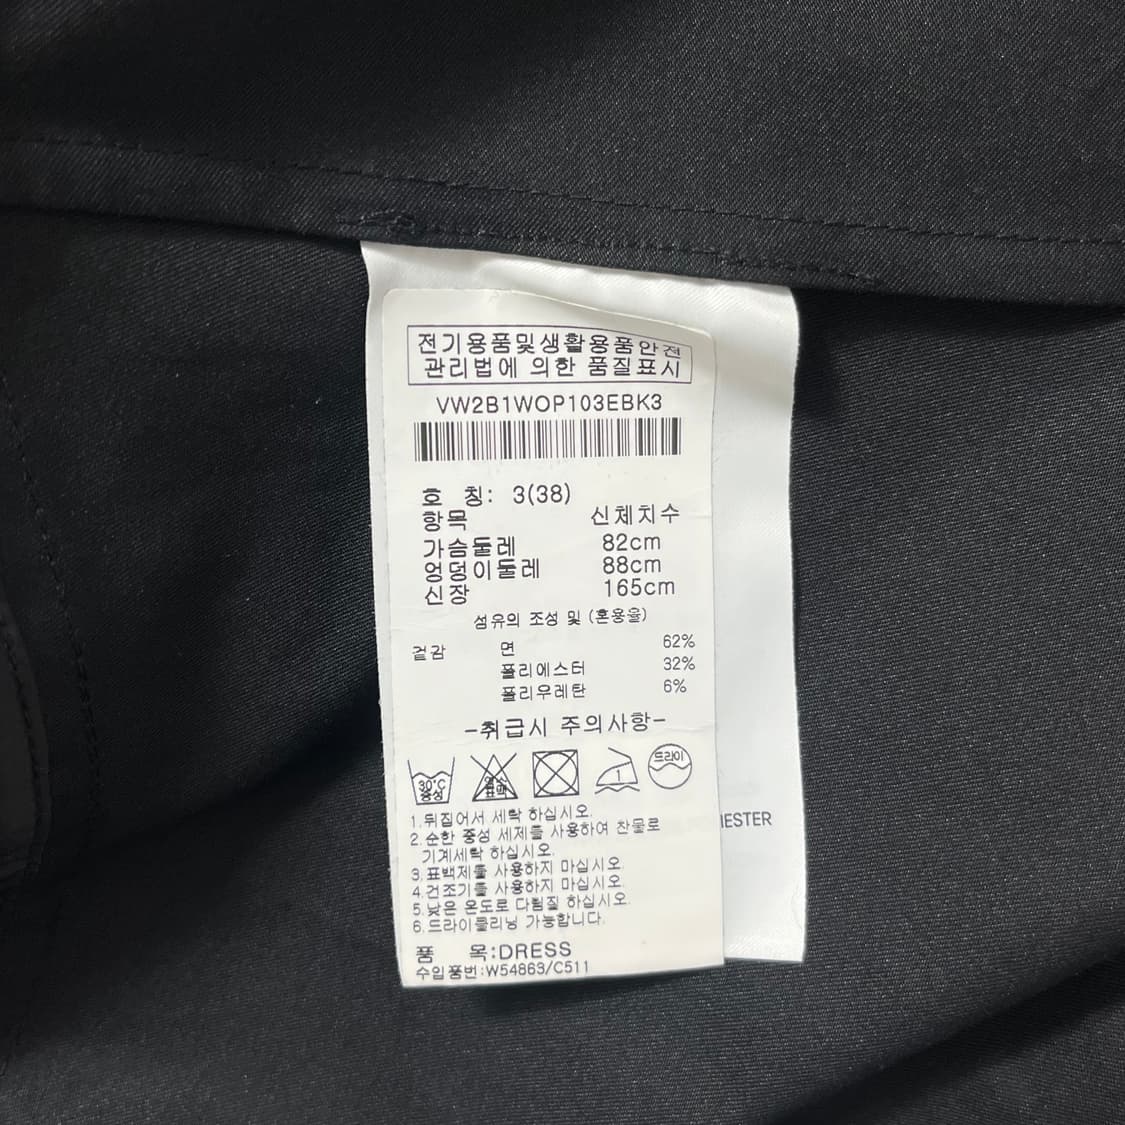 전기용품및생활용품안전
관리법에 의한 품질표시
VW2B1WOP103EBK3
호 칭: 3(38)
항목 신체치수
가슴둘레 82cm
엉덩이둘레 88cm
신장 165cm
섬유의 조성 및 (혼용율)
겉감 면 62%
폴리에스터 32%
폴리우레탄 6%
-취급시 주의사항-
30℃ 중성 염소 표백 1 드라이
1.뒤집어서 세탁 하십시오.
2.순한 중성 세제를 사용하여 찬물로
기계세탁 하십시오.
3.표백제를 사용하지 마십시오.
4.건조기를 사용하지 마십시오.
5.낮은 온도로 다림질 하십시오.
6.드라이클리닝 가능합니다.
품 목:DRESS
수입품번:W54863/C511